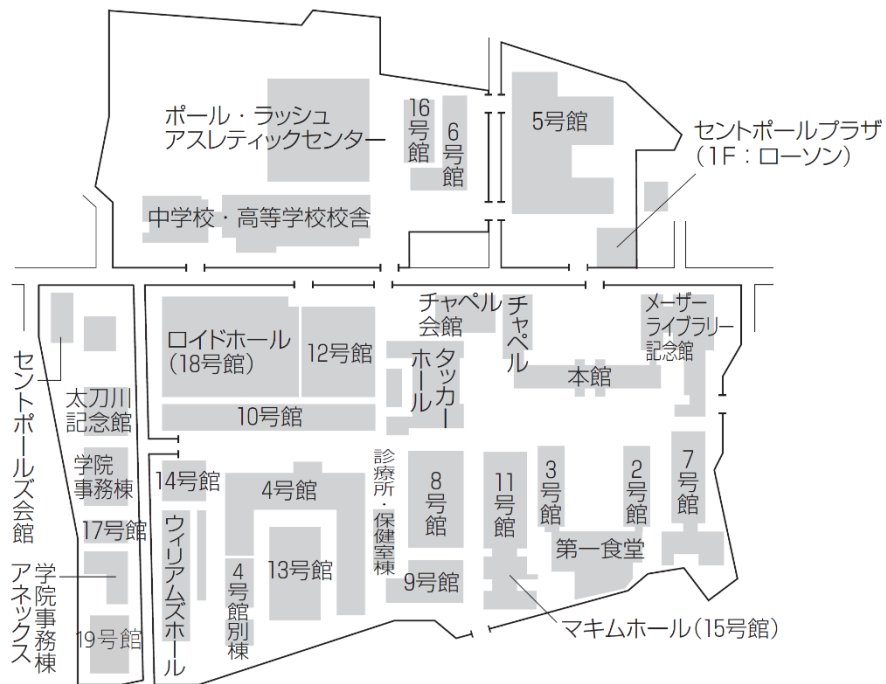 ポール・ラッシュ
アスレティックセンター
16号館
6号館
5号館
セントポールプラザ
(1F:ローソン)
中学校・高等学校校舎
ロイドホール
(18号館)
12号館
チャペル
会館
チャペル
メーザー
ライブラリー
記念館
タッカー
ホール
本館
10号館
太刀川
記念館
セントポールズ会館
学院
事務棟
17号館
学院事務棟
アネックス
19号館
14号館
ウィリアムズホール
4号館
4号館別棟
13号館
診療所・保健室棟
8号館
9号館
11号館
3号館
2号館
7号館
第一食堂
マキムホール(15号館)